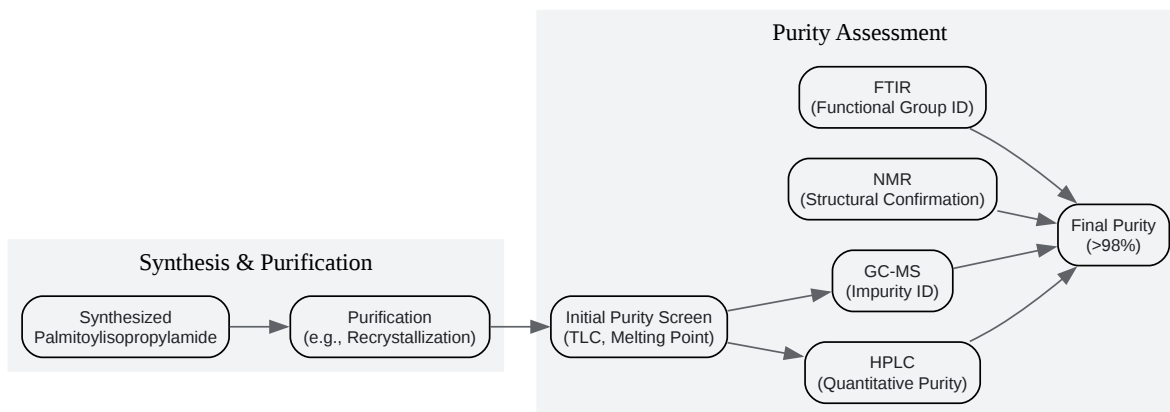 Purity Assessment
FTIR
(Functional Group ID)
NMR
(Structural Confirmation)
Final Purity
(>98%)
Synthesis & Purification
GC-MS
(Impurity ID)
Synthesized
Palmitoylisopropylamide
Purification
(e.g., Recrystallization)
Initial Purity Screen
(TLC, Melting Point)
HPLC
(Quantitative Purity)